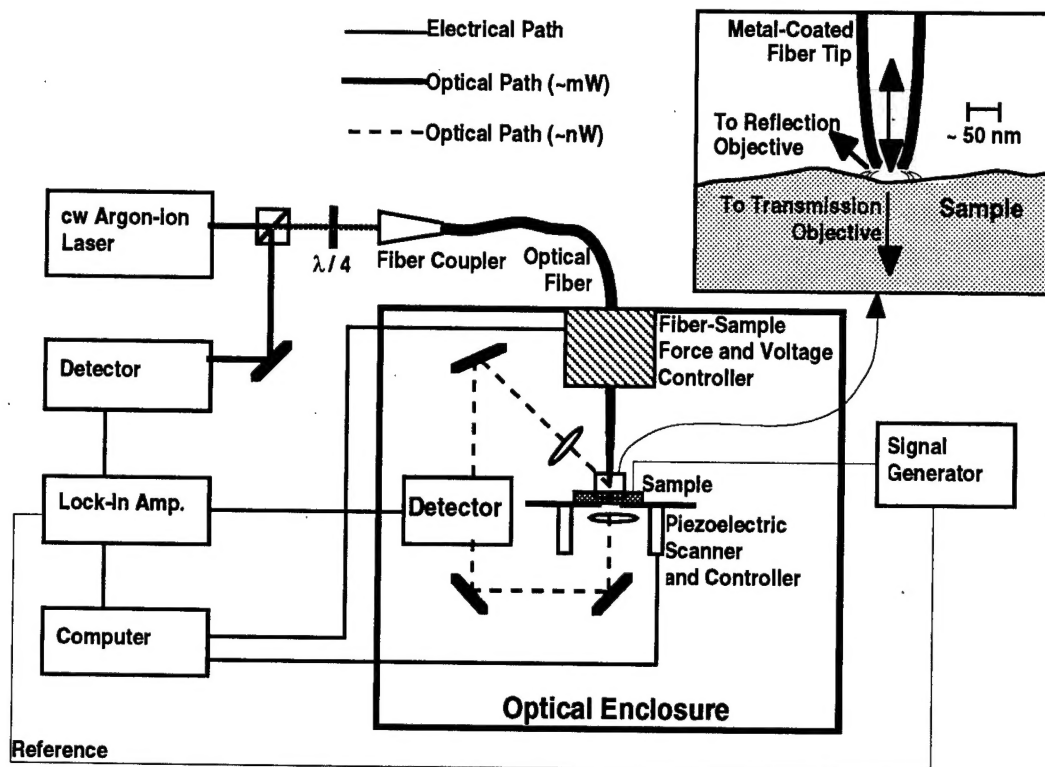 Electrical Path
Optical Path (~mW)
Optical Path (~nW)
Metal-Coated
Fiber Tip
To Reflection
Objective
~ 50 nm
To Transmission
Objective
Sample
cw Argon-ion
Laser
λ / 4
Fiber Coupler
Optical
Fiber
Detector
Fiber-Sample
Force and Voltage
Controller
Lock-In Amp.
Detector
Sample
Signal
Generator
Piezoelectric
Scanner
and Controller
Computer
Optical Enclosure
Reference